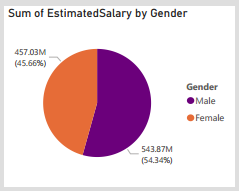 Sum of EstimatedSalary by Gender
457.03M
(45.66%)
Gender
Male
Female
543.87M
(54.34%)